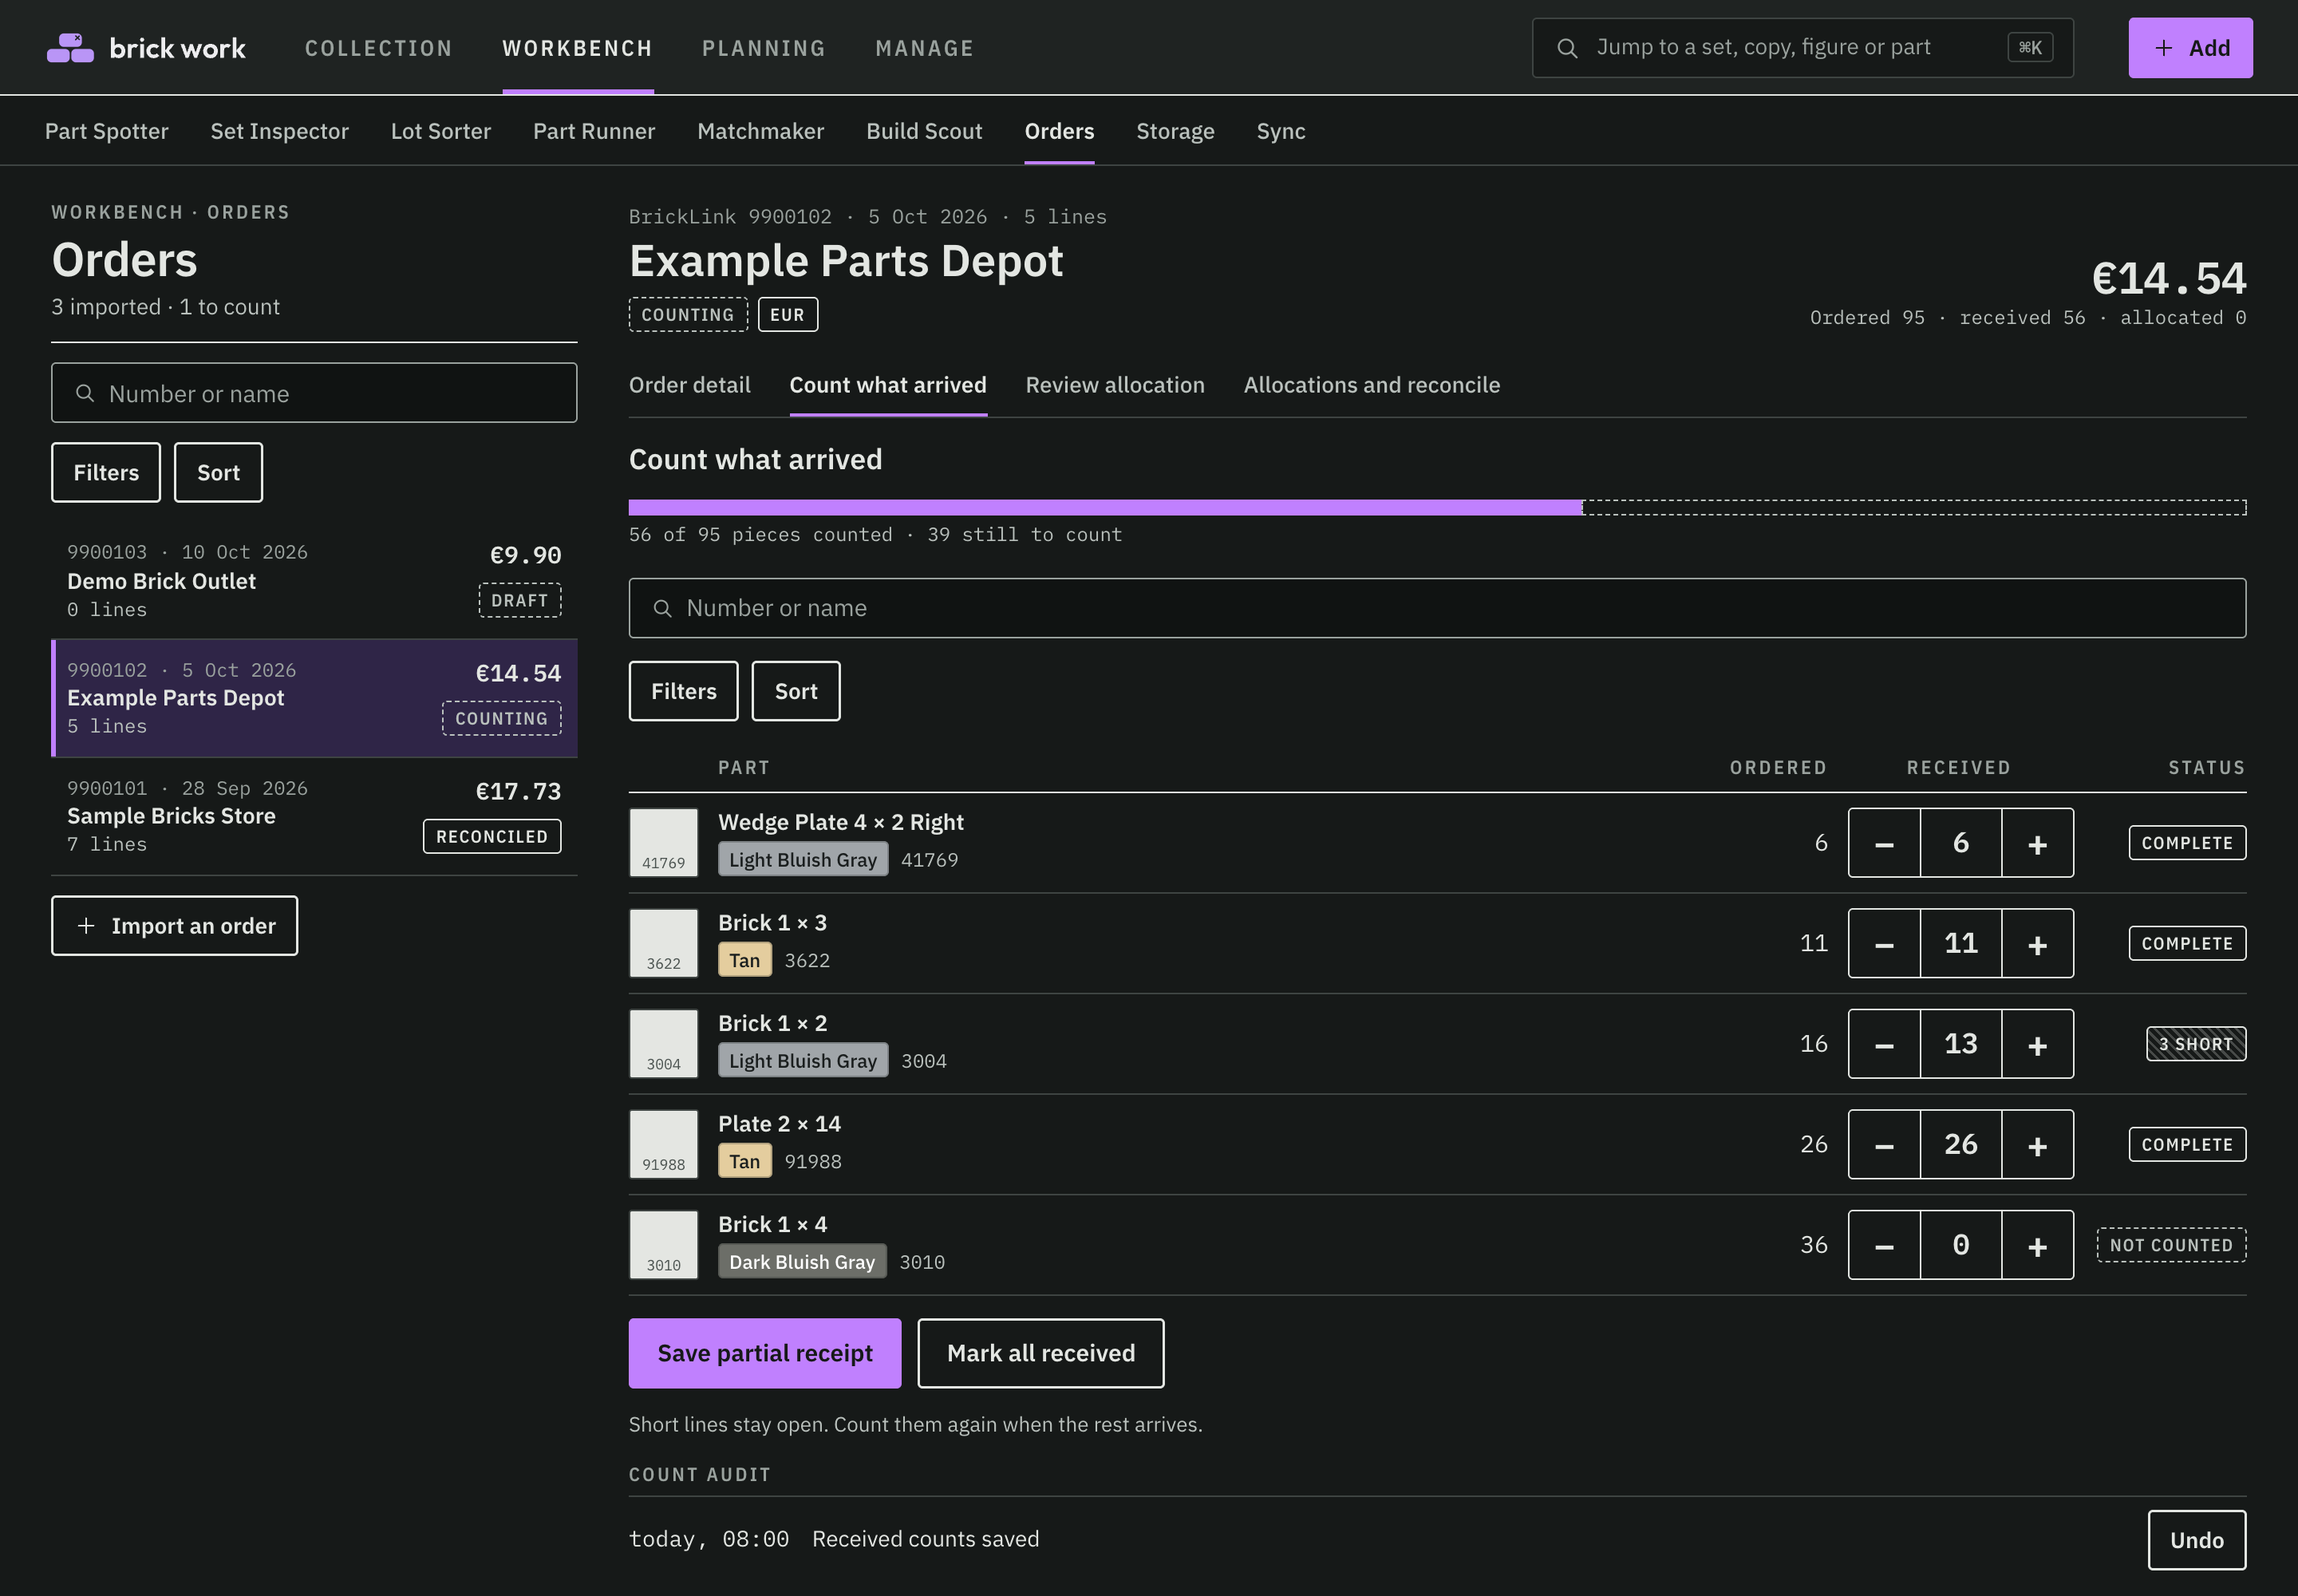 brick work
COLLECTION WORKBENCH PLANNING MANAGE
Jump to a set, copy, figure or part ⌘K
+ Add
Part Spotter Set Inspector Lot Sorter Part Runner Matchmaker Build Scout Orders Storage Sync
WORKBENCH · ORDERS
Orders
3 imported · 1 to count
Number or name
Filters Sort
9900103 · 10 Oct 2026 €9.90
Demo Brick Outlet
0 lines DRAFT
9900102 · 5 Oct 2026 €14.54
Example Parts Depot
5 lines COUNTING
9900101 · 28 Sep 2026 €17.73
Sample Bricks Store
7 lines RECONCILED
+ Import an order
BrickLink 9900102 · 5 Oct 2026 · 5 lines
Example Parts Depot
COUNTING EUR
€14.54
Ordered 95 · received 56 · allocated 0
Order detail Count what arrived Review allocation Allocations and reconcile
Count what arrived
56 of 95 pieces counted · 39 still to count
Number or name
Filters Sort
PART ORDERED RECEIVED STATUS
41769 Wedge Plate 4 × 2 Right
Light Bluish Gray 41769
6 − 6 + COMPLETE
3622 Brick 1 × 3
Tan 3622
11 − 11 + COMPLETE
3004 Brick 1 × 2
Light Bluish Gray 3004
16 − 13 + 3 SHORT
91988 Plate 2 × 14
Tan 91988
26 − 26 + COMPLETE
3010 Brick 1 × 4
Dark Bluish Gray 3010
36 − 0 + NOT COUNTED
Save partial receipt Mark all received
Short lines stay open. Count them again when the rest arrives.
COUNT AUDIT
today, 08:00 Received counts saved Undo